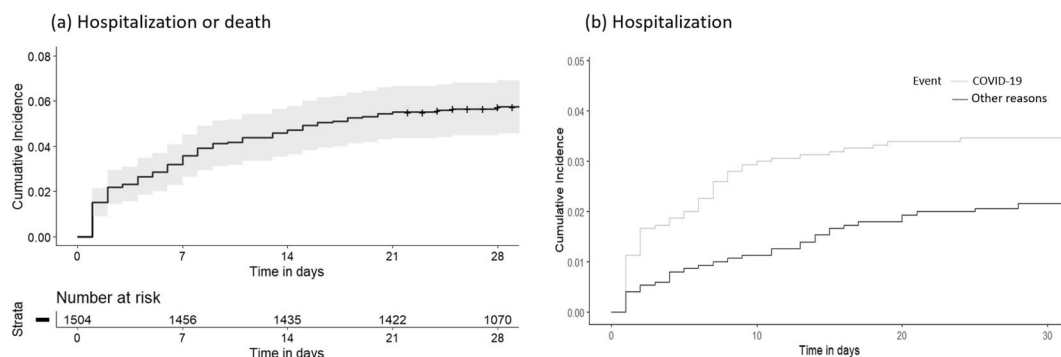 (a) Hospitalization or death
0.08
0.06
0.04
0.02
0.00
Cumuative Incidence
0 7 14 21 28
Time in days
Number at risk
Strata
1504 1456 1435 1422 1070
0 7 14 21 28
Time in days
(b) Hospitalization
0.05
0.04
0.03
0.02
0.01
0.00
Cumulative Incidence
Event COVID-19
Other reasons
0 10 20 30
Time in days